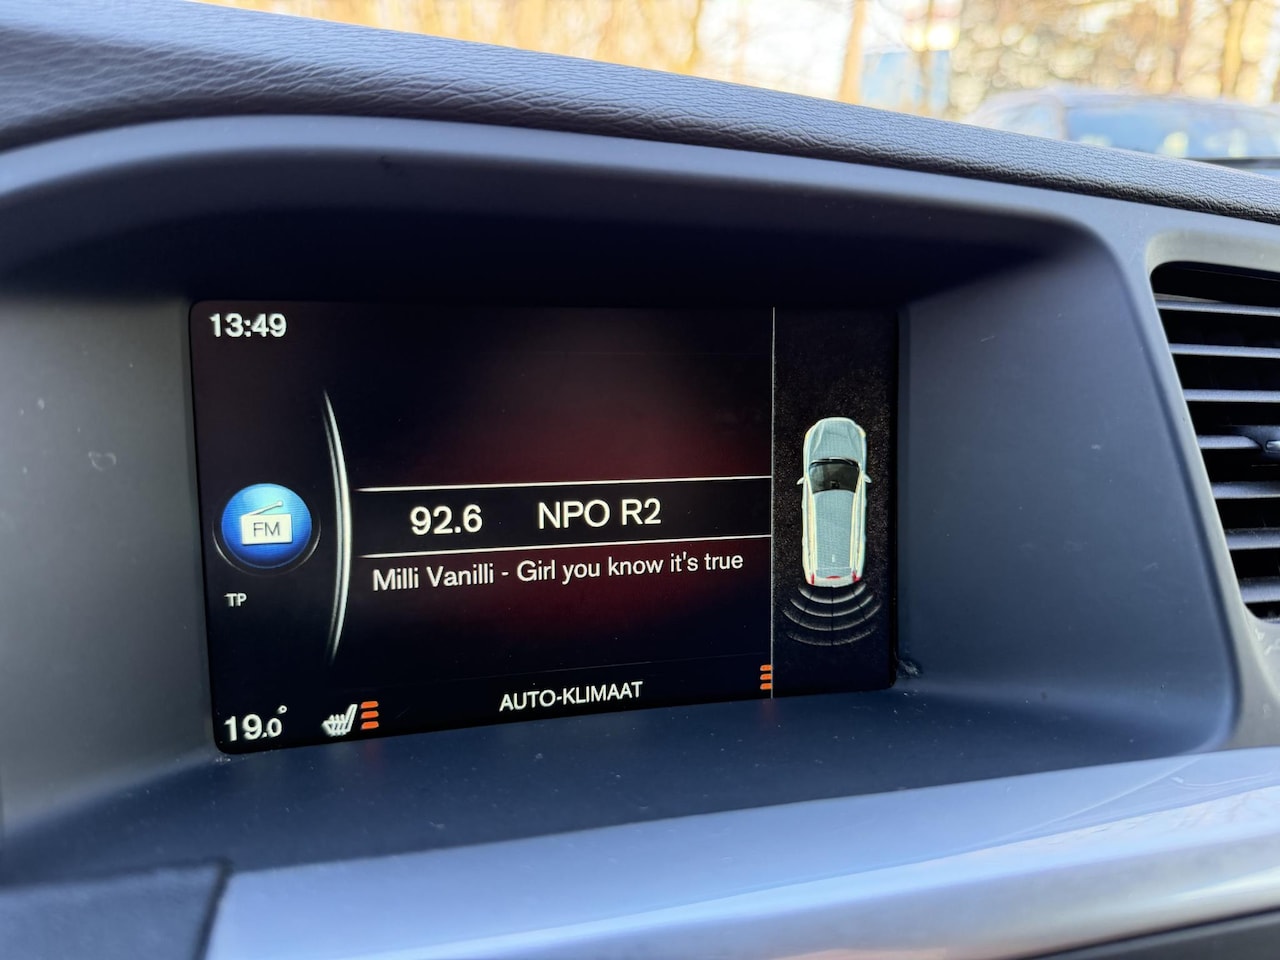 13:49
FM
92.6 NPO R2
Milli Vanilli - Girl you know it's true
TP
AUTO-KLIMAAT
19.0°